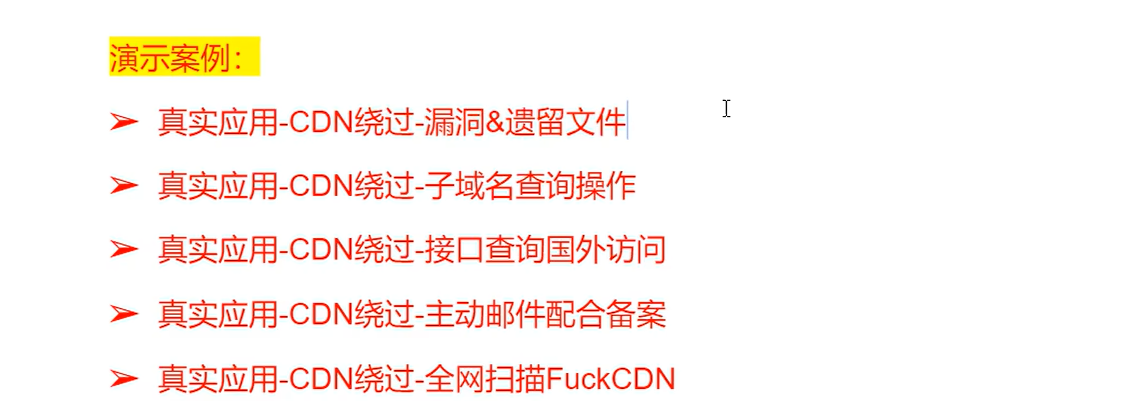 演示案例：
➢ 真实应用-CDN绕过-漏洞&遗留文件
➢ 真实应用-CDN绕过-子域名查询操作
➢ 真实应用-CDN绕过-接口查询国外访问
➢ 真实应用-CDN绕过-主动邮件配合备案
➢ 真实应用-CDN绕过-全网扫描FuckCDN